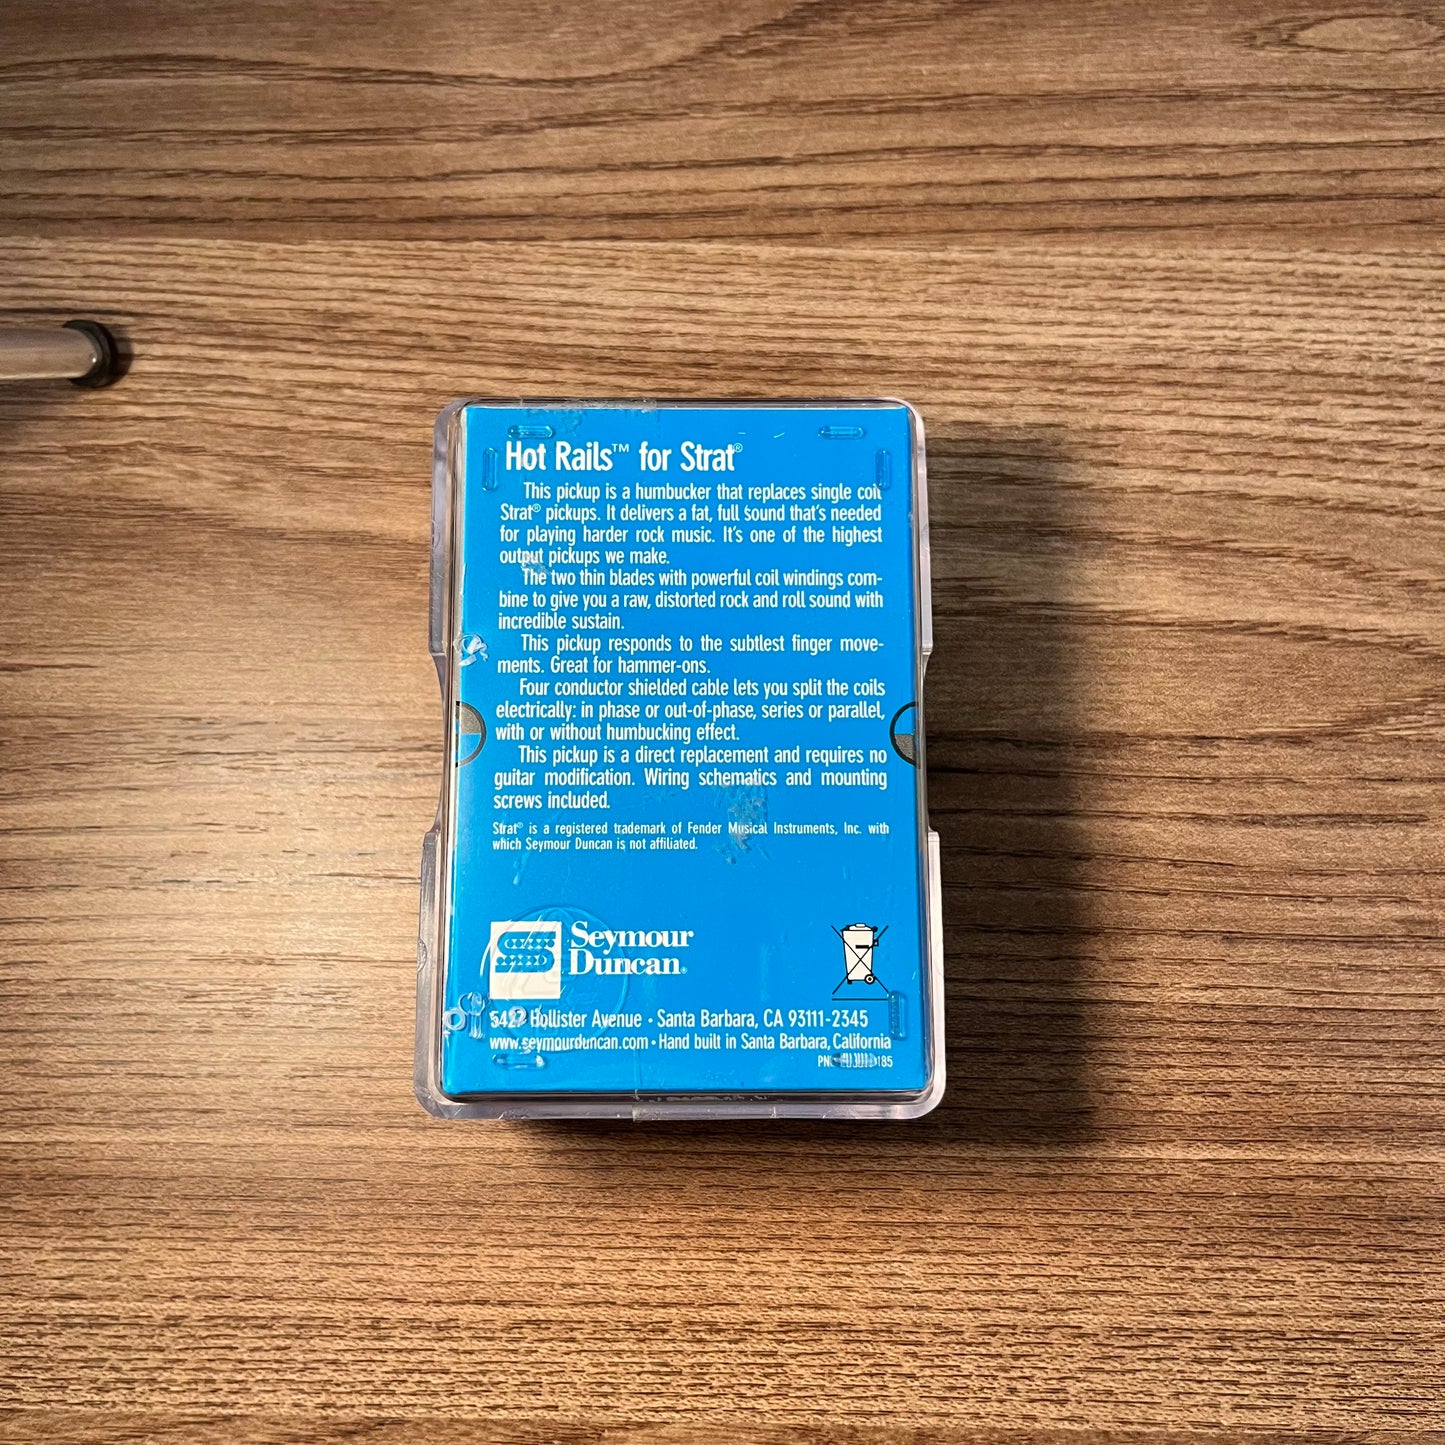 Hot Rails™ for Strat®
This pickup is a humbucker that replaces single coil
Strat® pickups. It delivers a fat, full sound that's needed
for playing harder rock music. It's one of the highest
output pickups we make.
The two thin blades with powerful coil windings com-
bine to give you a raw, distorted rock and roll sound with
incredible sustain.
This pickup responds to the subtlest finger move-
ments. Great for hammer-ons.
Four conductor shielded cable lets you split the coils
electrically: in phase or out-of-phase, series or parallel,
with or without humbucking effect.
This pickup is a direct replacement and requires no
guitar modification. Wiring schematics and mounting
screws included.
Strat® is a registered trademark of Fender Musical Instruments, Inc. with
which Seymour Duncan is not affiliated.
Seymour
Duncan®
5427 Hollister Avenue • Santa Barbara, CA 93111-2345
www.seymourduncan.com • Hand built in Santa Barbara, California